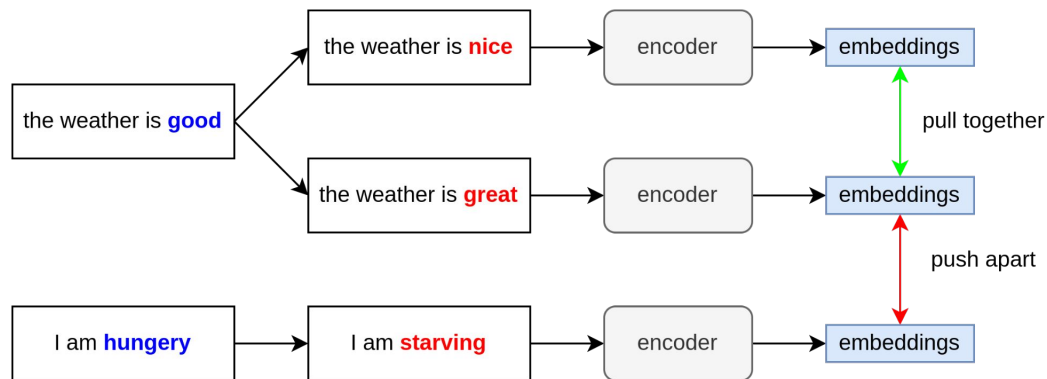 the weather is nice
encoder
embeddings
the weather is good
pull together
the weather is great
encoder
embeddings
push apart
I am hungery
I am starving
encoder
embeddings